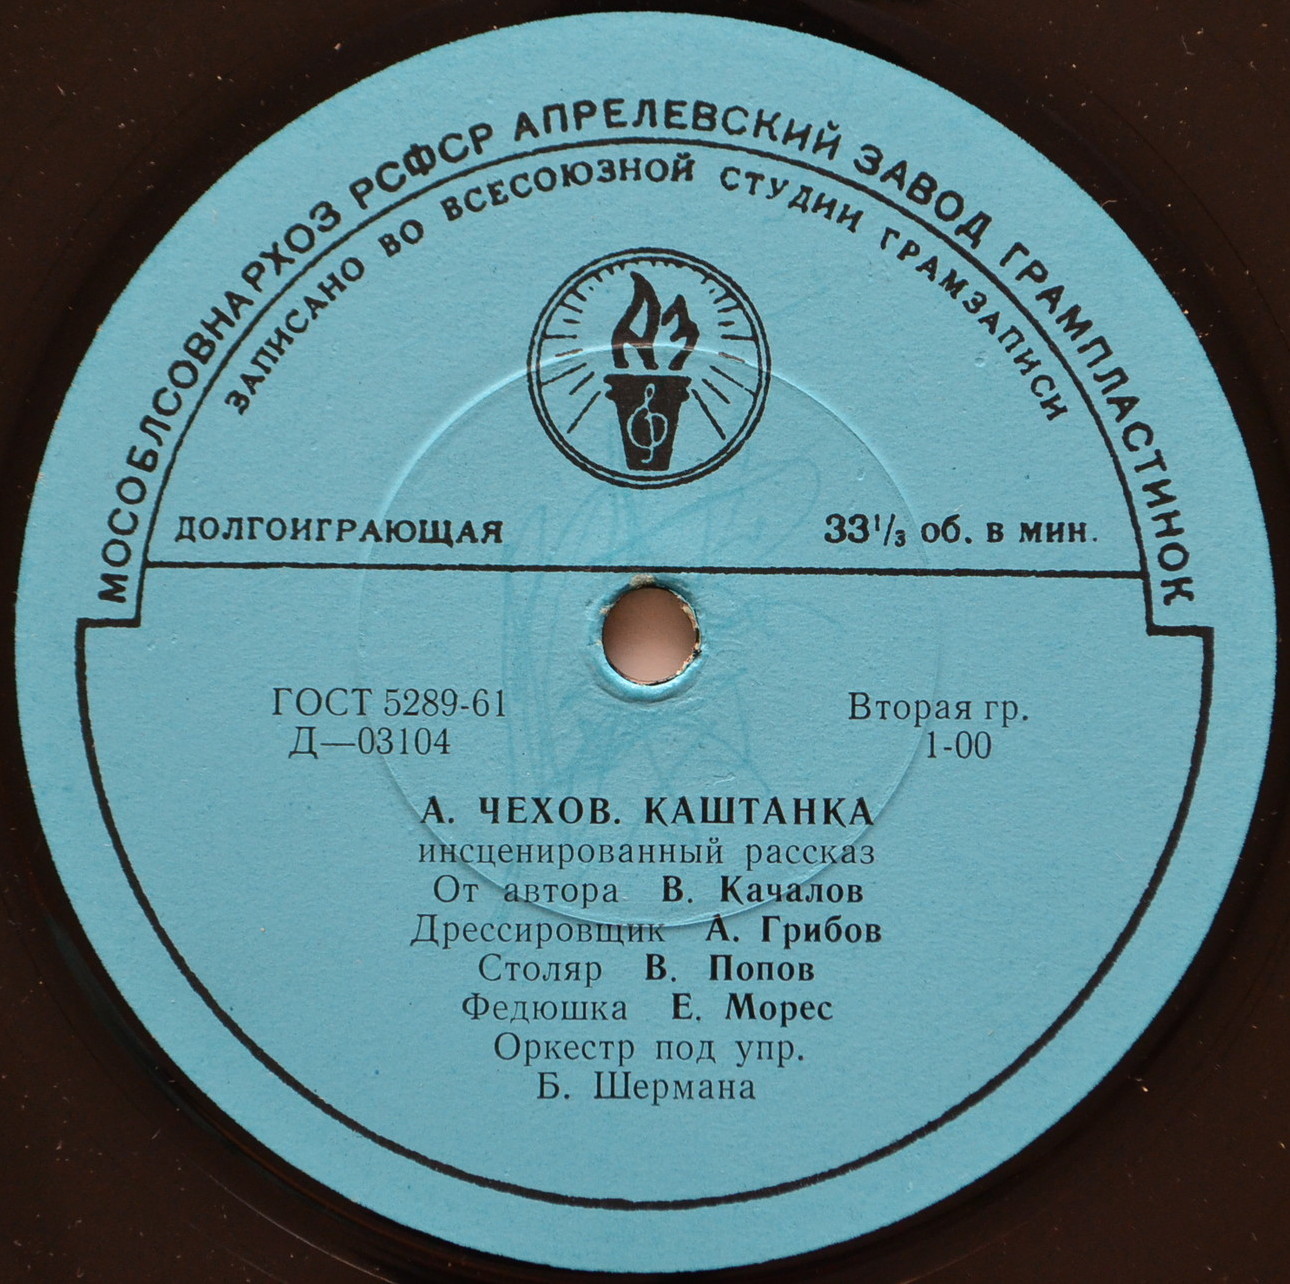 МОСОБЛСОВНАРХОЗ РСФСР АПРЕЛЕВСКИЙ ЗАВОД ГРАМПЛАСТИНОК
ЗАПИСАНО ВО ВСЕСОЮЗНОЙ СТУДИИ ГРАМЗАПИСИ
АЗ
ДОЛГОИГРАЮЩАЯ
33⅓ об. в мин.
ГОСТ 5289-61
Вторая гр.
Д—03104
1-00
А. ЧЕХОВ. КАШТАНКА
инсценированный рассказ
От автора В. Качалов
Дрессировщик А. Грибов
Столяр В. Попов
Федюшка Е. Морес
Оркестр под упр.
Б. Шермана